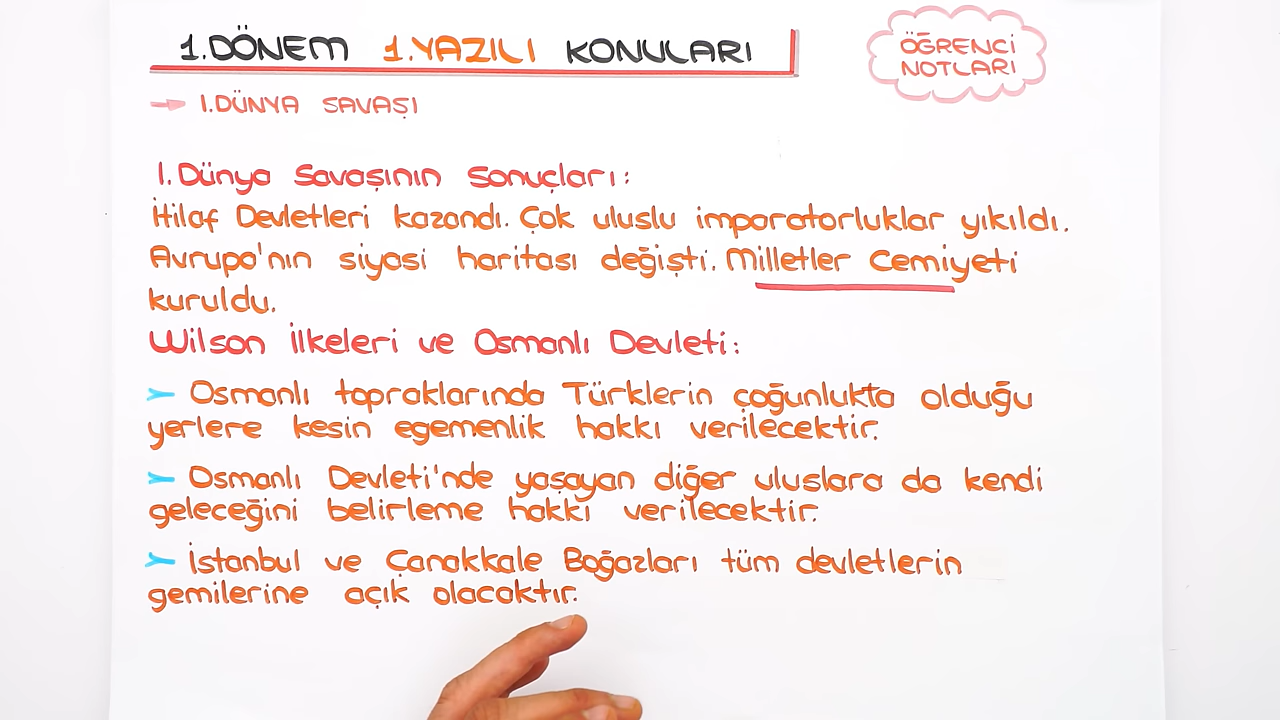 1.DÖNEM 1.YAZILI KONULARI
ÖĞRENCİ
NOTLARI
I.DÜNYA SAVAŞI
I.Dünya Savaşının Sonuçları:
İtilaf Devletleri kazandı. Çok uluslu imparatorluklar yıkıldı.
Avrupa'nın siyasi haritası değişti. Milletler Cemiyeti
kuruldu.
Wilson İlkeleri ve Osmanlı Devleti:
Osmanlı topraklarında Türklerin çoğunlukta olduğu
yerlere kesin egemenlik hakkı verilecektir.
Osmanlı Devleti'nde yaşayan diğer uluslara da kendi
geleceğini belirleme hakkı verilecektir.
İstanbul ve Çanakkale Boğazları tüm devletlerin
gemilerine açık olacaktır.